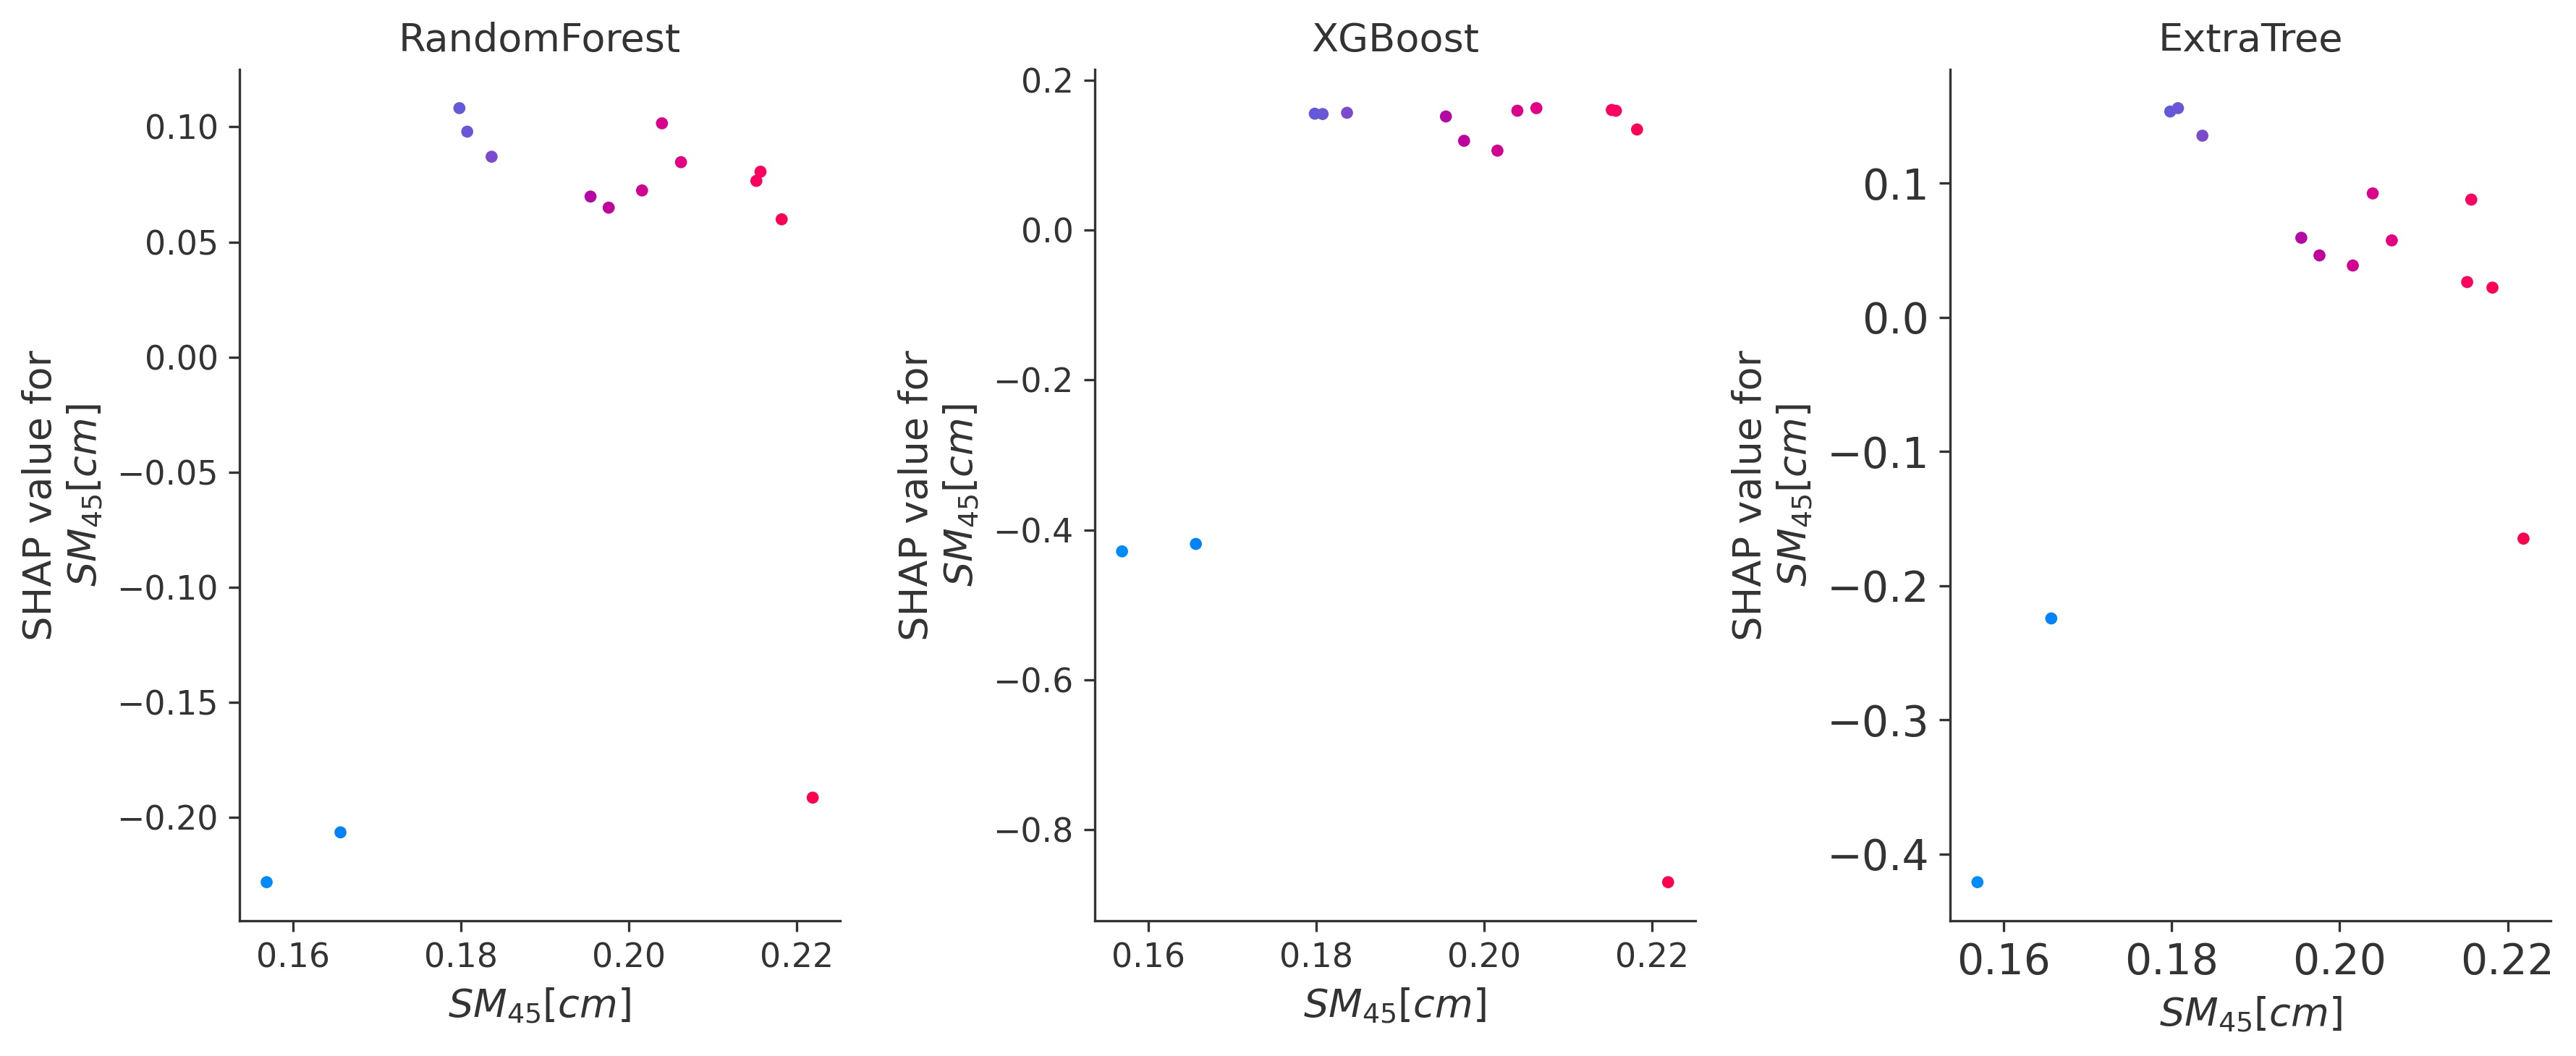 RandomForest
0.10
0.05
0.00
−0.05
−0.10
−0.15
−0.20
SHAP value for
SM₄₅[cm]
0.16 0.18 0.20 0.22
SM₄₅[cm]
XGBoost
0.2
0.0
−0.2
−0.4
−0.6
−0.8
SHAP value for
SM₄₅[cm]
0.16 0.18 0.20 0.22
SM₄₅[cm]
ExtraTree
0.1
0.0
−0.1
−0.2
−0.3
−0.4
SHAP value for
SM₄₅[cm]
0.16 0.18 0.20 0.22
SM₄₅[cm]